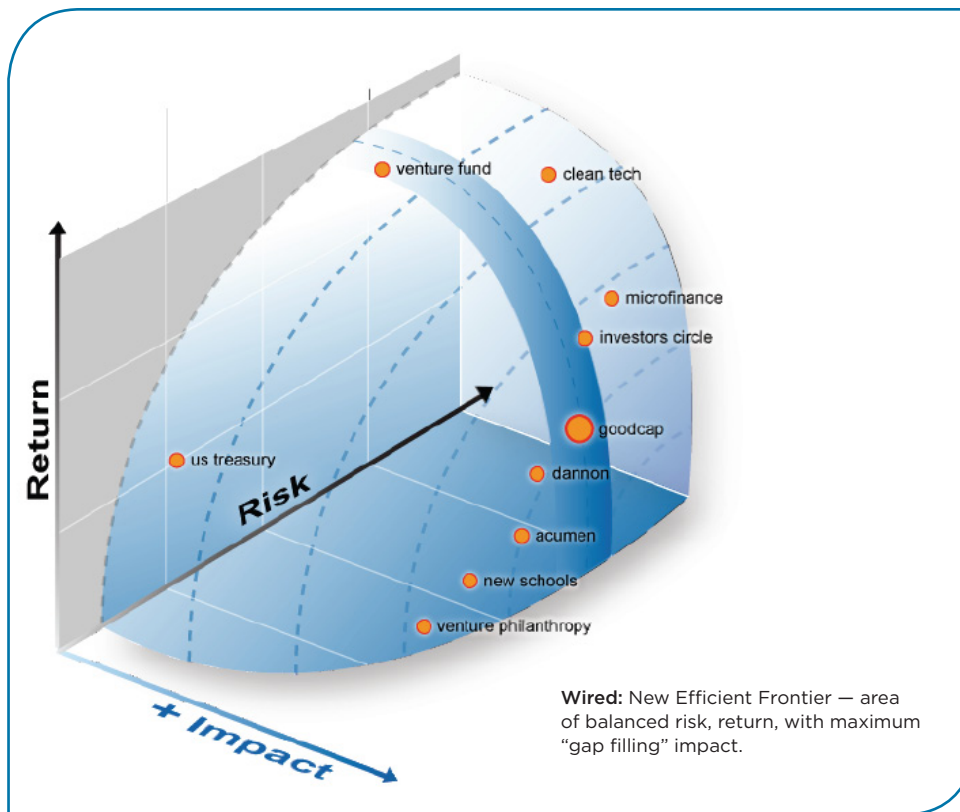 venture fund
clean tech
microfinance
investors circle
goodcap
dannon
us treasury
acumen
new schools
venture philanthropy
Return
Risk
+ Impact
Wired: New Efficient Frontier — area
of balanced risk, return, with maximum
“gap filling” impact.